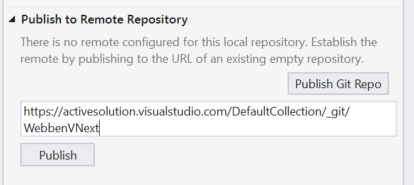 Publish to Remote Repository
There is no remote configured for this local repository. Establish the
remote by publishing to the URL of an existing empty repository.
Publish Git Repo
https://activesolution.visualstudio.com/DefaultCollection/_git/
WebbenVNext
Publish